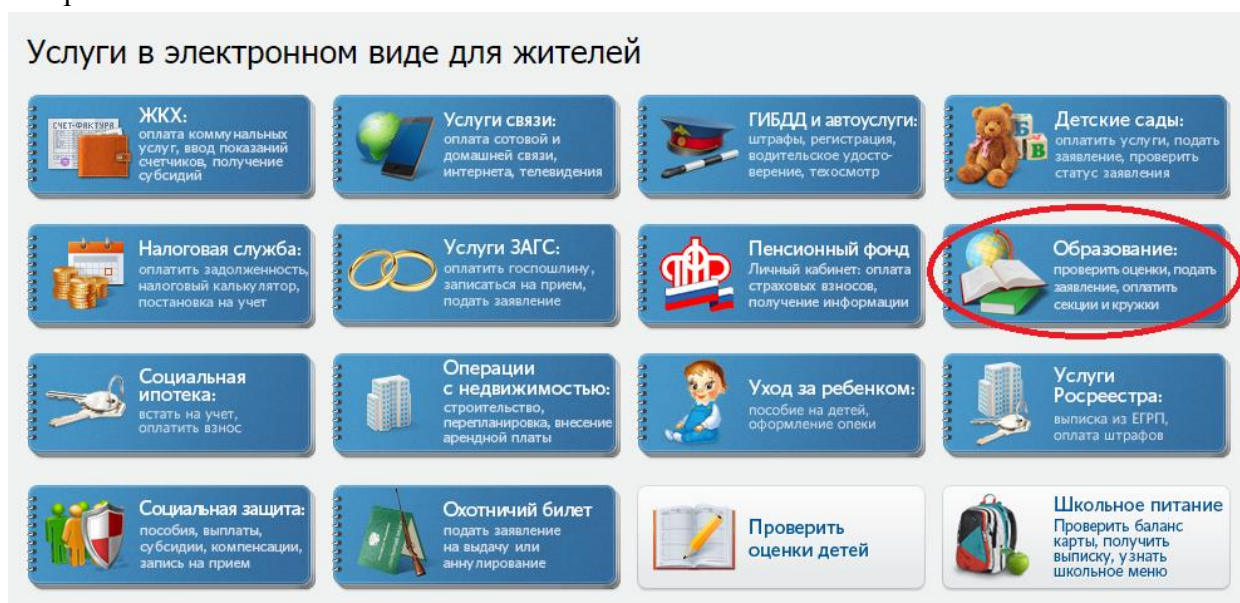 Услуги в электронном виде для жителей
ЖКХ:
оплата коммунальных
услуг, ввод показаний
счетчиков, получение
субсидий
СЧЕТ-ФАКТУРА
Услуги связи:
оплата сотовой и
домашней связи,
интернета, телевидения
ГИБДД и автоуслуги:
штрафы, регистрация,
водительское удосто-
верение, техосмотр
Детские сады:
оплатить услуги, подать
заявление, проверить
статус заявления
Б
В
Налоговая служба:
оплатить задолженность,
налоговый калькулятор,
постановка на учет
Услуги ЗАГС:
оплатить госпошлину,
записаться на прием,
подать заявление
Пенсионный фонд
Личный кабинет: оплата
страховых взносов,
получение информации
Образование:
проверить оценки, подать
заявление, оплатить
секции и кружки
Социальная
ипотека:
встать на учет,
оплатить взнос
Операции
с недвижимостью:
строительство,
перепланировка, внесение
арендной платы
Уход за ребенком:
пособие на детей,
оформление опеки
Услуги
Росреестра:
выписка из ЕГРП,
оплата штрафов
Социальная защита:
пособия, выплаты,
субсидии, компенсации,
запись на прием
Охотничий билет
подать заявление
на выдачу или
аннулирование
Проверить
оценки детей
Школьное питание
Проверить баланс
карты, получить
выписку, узнать
школьное меню